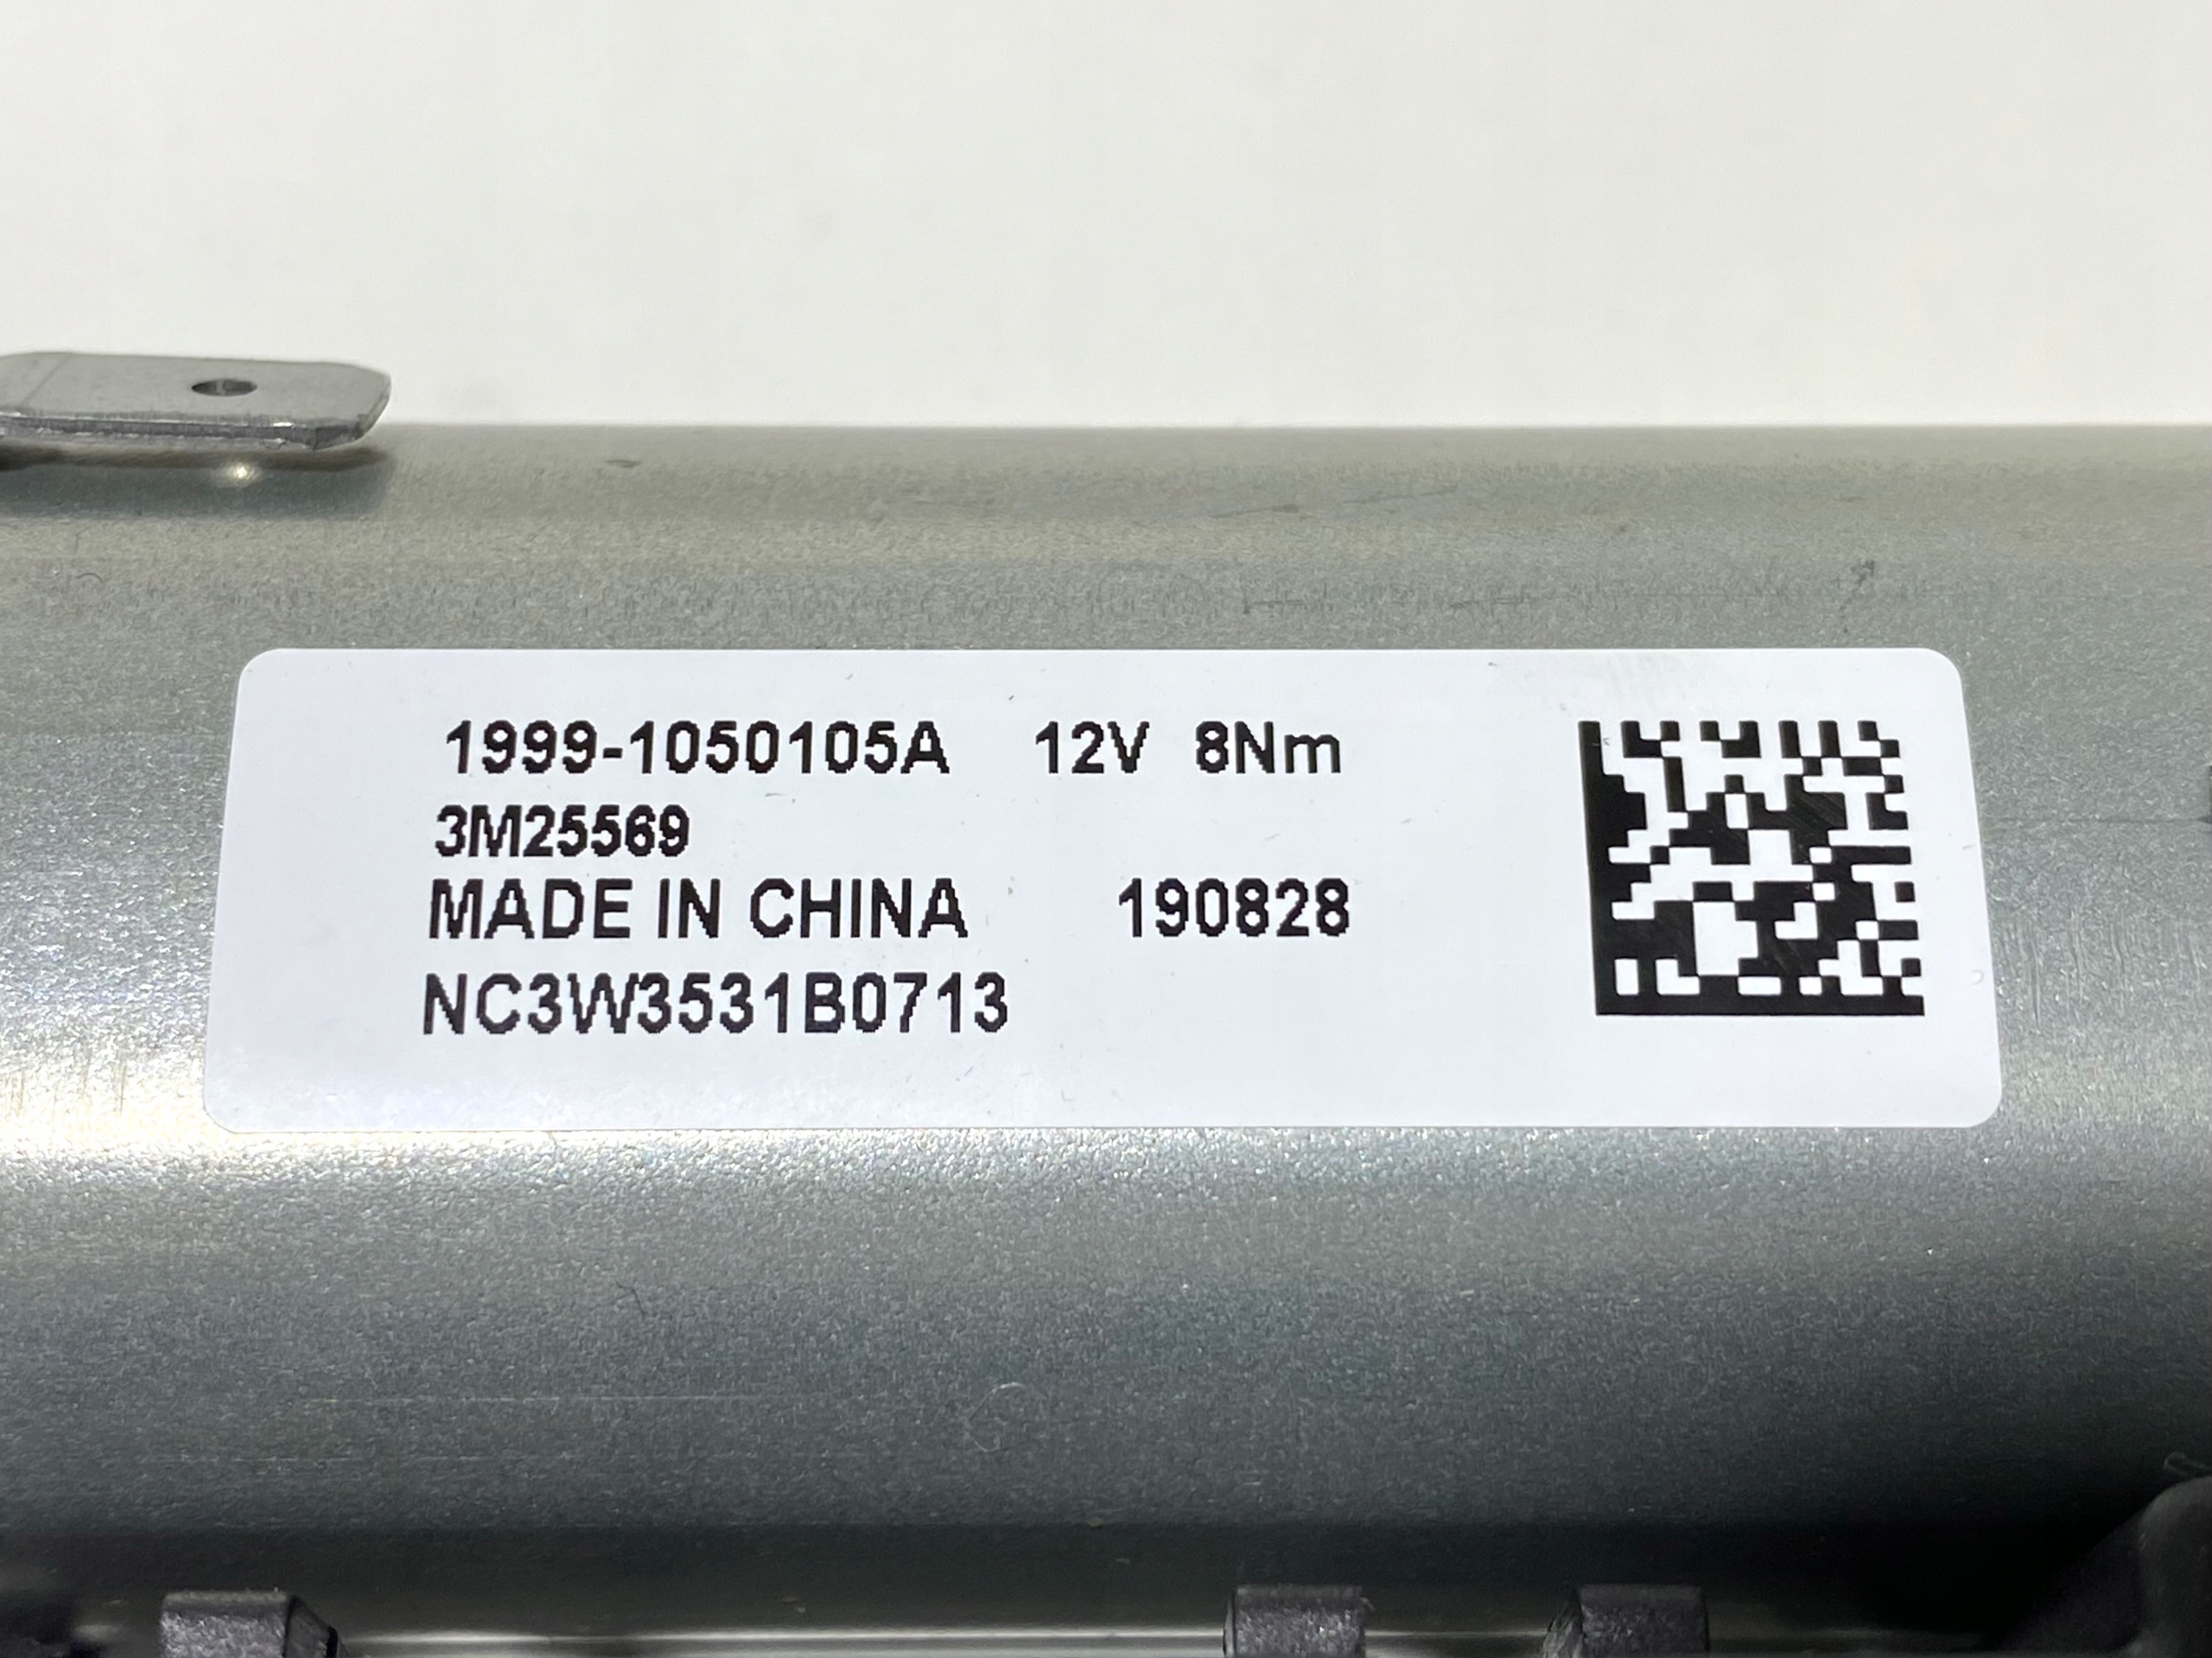 1999-1050105A 12V 8Nm
3M25569
MADE IN CHINA 190828
NC3W3531B0713